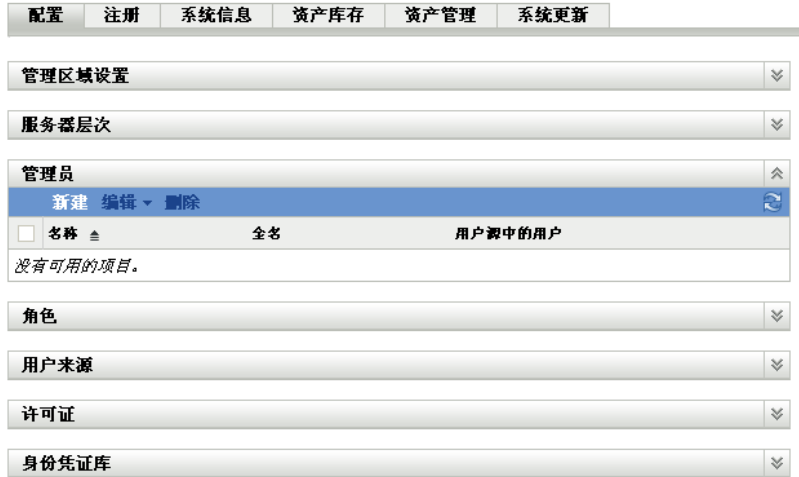 配置 注册 系统信息 资产库存 资产管理 系统更新
管理区域设置
服务器层次
管理员
新建 编辑 删除
名称 全名 用户源中的用户
没有可用的项目。
角色
用户来源
许可证
身份凭证库